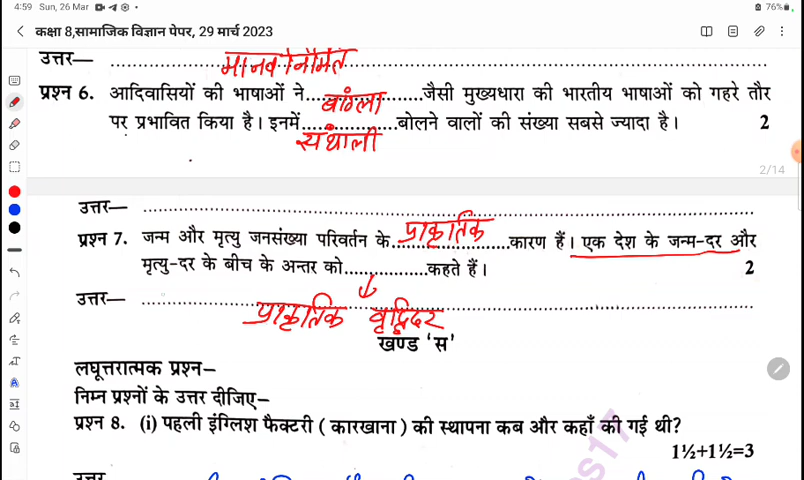 4:59 Sun, 26 Mar 76%
कक्षा 8,सामाजिक विज्ञान पेपर, 29 मार्च 2023
उत्तर— मानव निर्मित
प्रश्न 6. आदिवासियों की भाषाओं ने....बांग्ला....जैसी मुख्यधारा की भारतीय भाषाओं को गहरे तौर
पर प्रभावित किया है। इनमें..................बोलने वालों की संख्या सबसे ज्यादा है। 2
संथाली
2/14
उत्तर—
प्रश्न 7. जन्म और मृत्यु जनसंख्या परिवर्तन के...प्राकृतिक...कारण हैं। एक देश के जन्म-दर और
मृत्यु-दर के बीच के अन्तर को...............कहते हैं। 2
उत्तर— प्राकृतिक वृद्धिदर
खण्ड 'स'
लघूत्तरात्मक प्रश्न—
निम्न प्रश्नों के उत्तर दीजिए—
प्रश्न 8. (i) पहली इंग्लिश फैक्टरी ( कारखाना ) की स्थापना कब और कहाँ की गई थी?
1½+1½=3
उत्तर